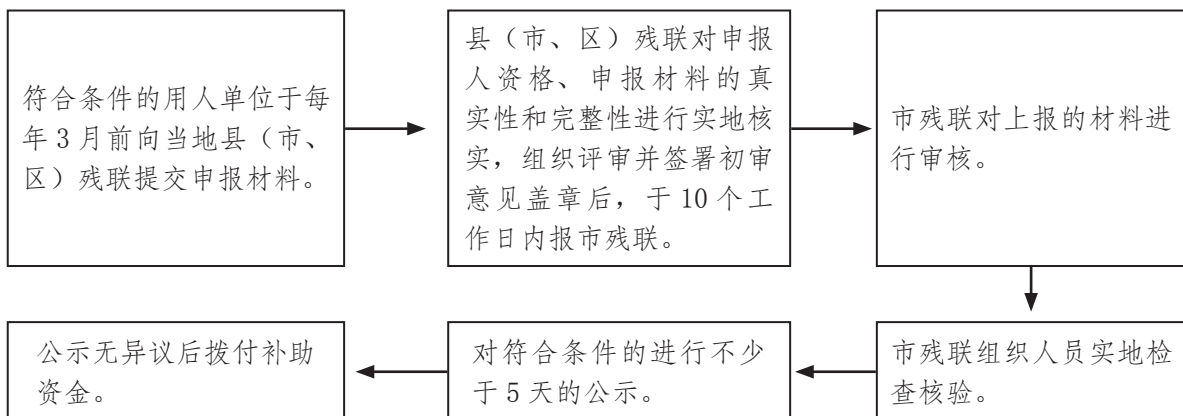 符合条件的用人单位于每
年 3 月前向当地县（市、
区）残联提交申报材料。
县（市、区）残联对申报
人资格、申报材料的真
实性和完整性进行实地核
实，组织评审并签署初审
意见盖章后，于 10 个工
作日内报市残联。
市残联对上报的材料进
行审核。
市残联组织人员实地检
查核验。
对符合条件的进行不少
于 5 天的公示。
公示无异议后拨付补助
资金。